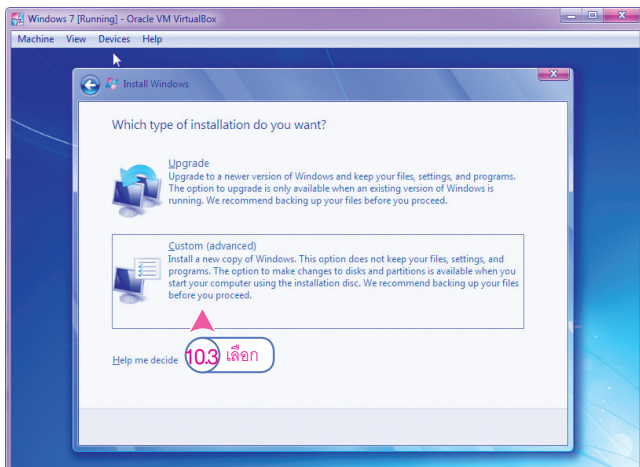 Windows 7 [Running] - Oracle VM VirtualBox
Machine View Devices Help
Install Windows
Which type of installation do you want?
Upgrade
Upgrade to a newer version of Windows and keep your files, settings, and programs.
The option to upgrade is only available when an existing version of Windows is
running. We recommend backing up your files before you proceed.
Custom (advanced)
Install a new copy of Windows. This option does not keep your files, settings, and
programs. The option to make changes to disks and partitions is available when you
start your computer using the installation disc. We recommend backing up your files
before you proceed.
Help me decide
10.3 เลือก